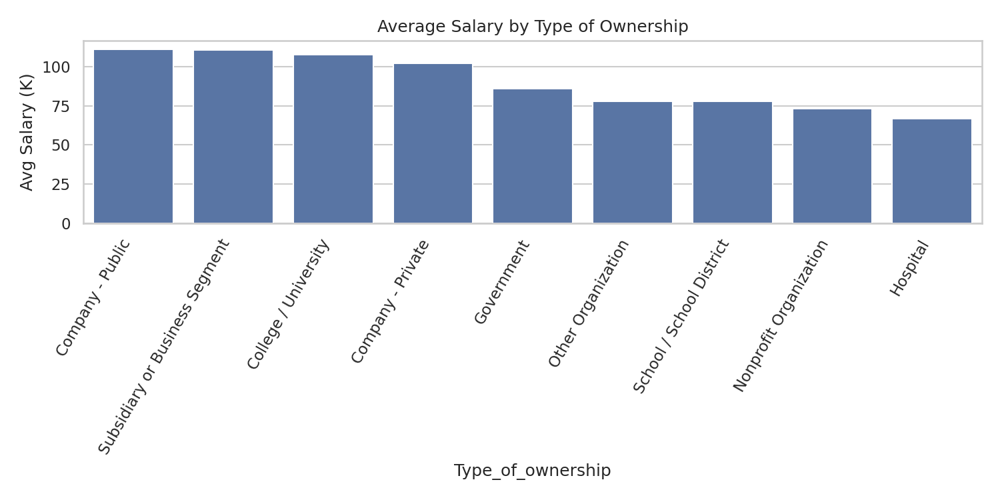 Average Salary by Type of Ownership
Avg Salary (K)
100
75
50
25
0
Company - Public
Subsidiary or Business Segment
College / University
Company - Private
Government
Other Organization
School / School District
Nonprofit Organization
Hospital
Type_of_ownership